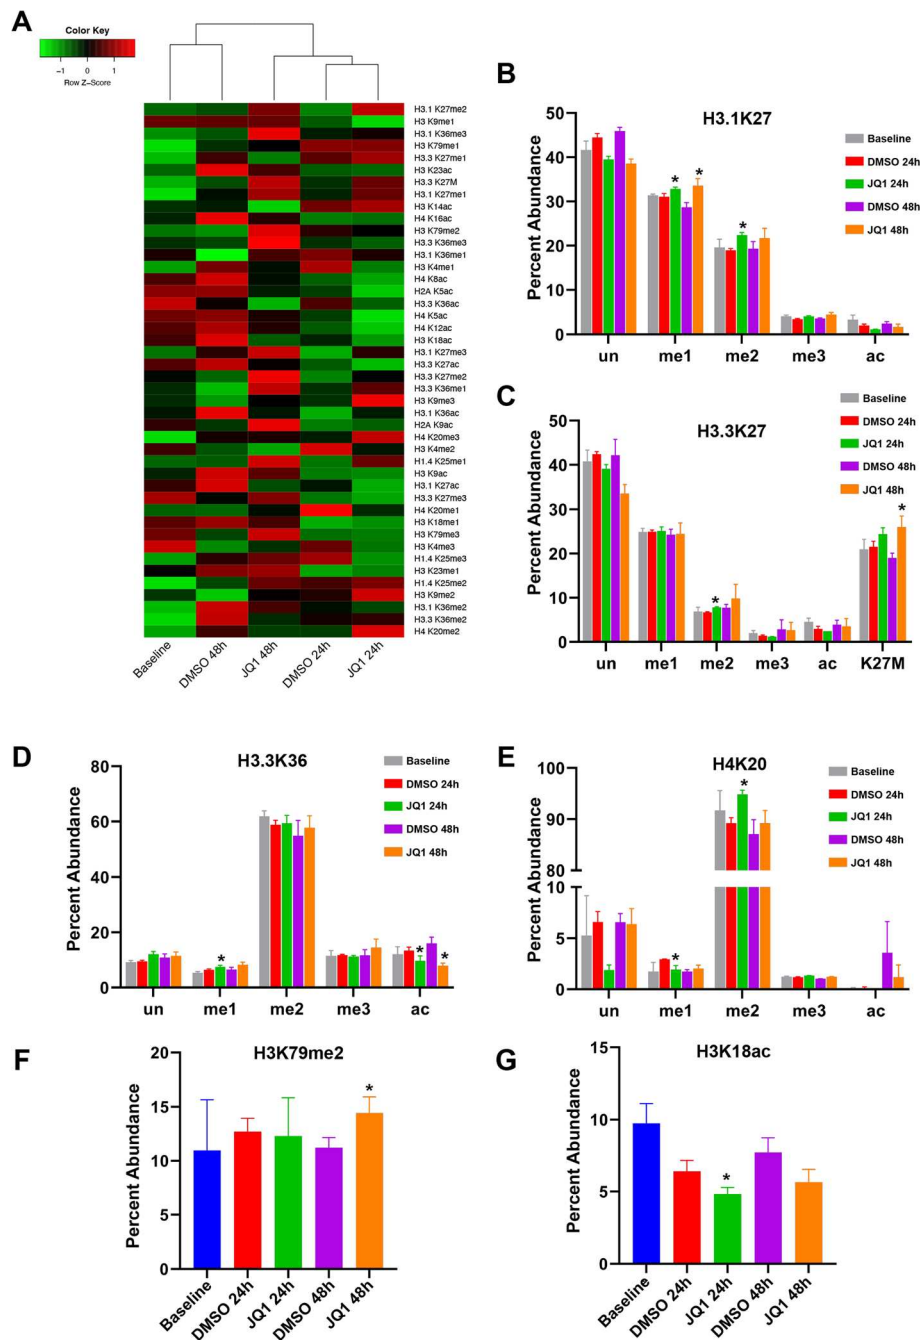 A
Color Key
−1 0 1
Row Z−Score
H3.1 K27me2
H3 K9me1
H3.1 K36me3
H3 K79me1
H3.3 K27me1
H3 K23ac
H3.3 K27M
H3.1 K27me1
H3 K14ac
H4 K16ac
H3 K79me2
H3.3 K36me3
H3.1 K36me1
H3 K4me1
H4 K8ac
H2A K5ac
H3.3 K36ac
H4 K5ac
H4 K12ac
H3 K18ac
H3.1 K27me3
H3.3 K27ac
H3.3 K27me2
H3.3 K36me1
H3 K9me3
H3.1 K36ac
H2A K9ac
H4 K20me3
H3 K4me2
H1.4 K25me1
H3 K9ac
H3.1 K27ac
H3.3 K27me3
H4 K20me1
H3 K18me1
H3 K79me3
H3 K4me3
H1.4 K25me3
H3 K23me1
H1.4 K25me2
H3 K9me2
H3.1 K36me2
H3.3 K36me2
H4 K20me2
Baseline
DMSO 48h
JQ1 48h
DMSO 24h
JQ1 24h
B
H3.1K27
Percent Abundance
50
40
30
20
10
0
* * *
un me1 me2 me3 ac
Baseline
DMSO 24h
JQ1 24h
DMSO 48h
JQ1 48h
C
H3.3K27
Percent Abundance
50
40
30
20
10
0
* *
un me1 me2 me3 ac K27M
Baseline
DMSO 24h
JQ1 24h
DMSO 48h
JQ1 48h
D
H3.3K36
Percent Abundance
80
60
40
20
0
* * *
un me1 me2 me3 ac
Baseline
DMSO 24h
JQ1 24h
DMSO 48h
JQ1 48h
E
H4K20
Percent Abundance
100
90
80
10
5
0
* *
un me1 me2 me3 ac
Baseline
DMSO 24h
JQ1 24h
DMSO 48h
JQ1 48h
F
H3K79me2
Percent Abundance
20
15
10
5
0
*
Baseline
DMSO 24h
JQ1 24h
DMSO 48h
JQ1 48h
G
H3K18ac
Percent Abundance
15
10
5
0
*
Baseline
DMSO 24h
JQ1 24h
DMSO 48h
JQ1 48h